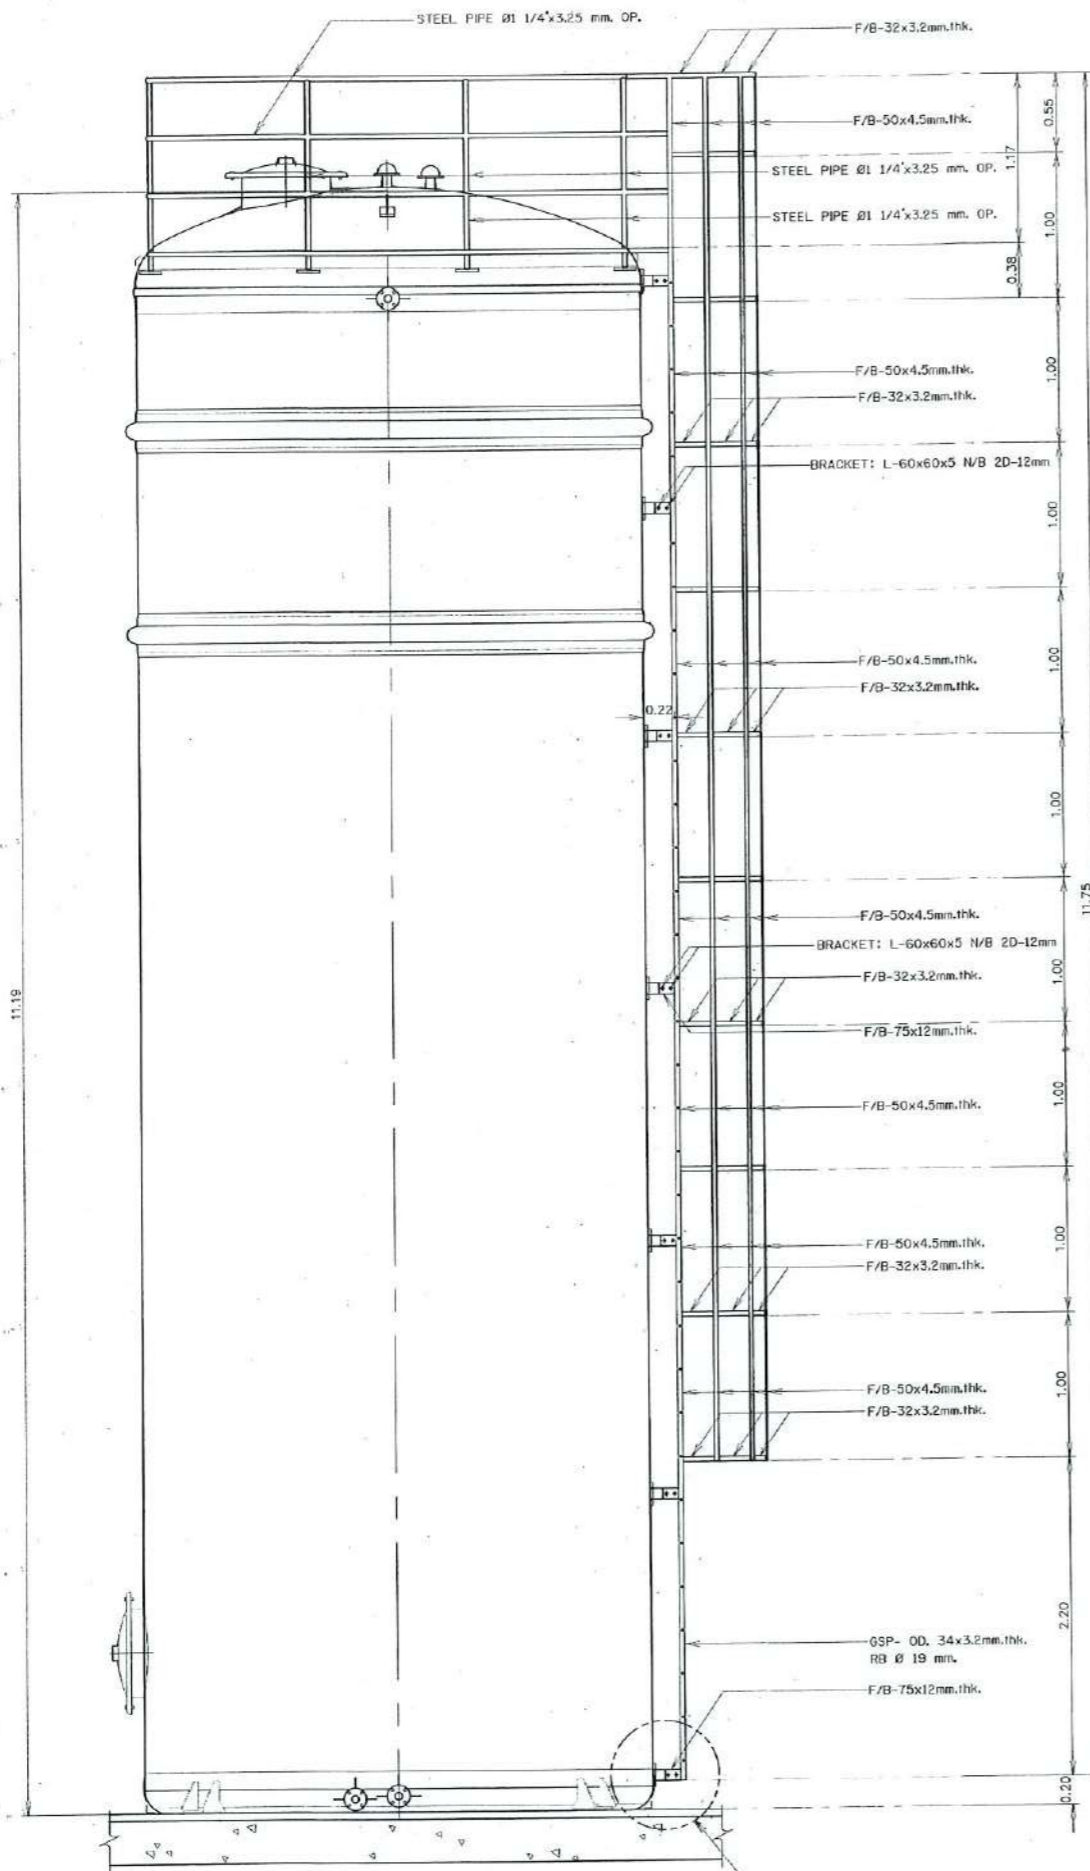 STEEL PIPE Ø1 1/4"x3.25 mm. OP.
F/B-32x3.2mm.thk.
F/B-50x4.5mm.thk.
0.55
1.17
STEEL PIPE Ø1 1/4"x3.25 mm. OP.
STEEL PIPE Ø1 1/4"x3.25 mm. OP.
1.00
0.38
F/B-50x4.5mm.thk.
1.00
F/B-32x3.2mm.thk.
BRACKET: L-60x60x5 N/B 2D-12mm
1.00
F/B-50x4.5mm.thk.
1.00
F/B-32x3.2mm.thk.
0.22
1.00
11.75
F/B-50x4.5mm.thk.
BRACKET: L-60x60x5 N/B 2D-12mm
1.00
F/B-32x3.2mm.thk.
11.19
F/B-75x12mm.thk.
1.00
F/B-50x4.5mm.thk.
1.00
F/B-50x4.5mm.thk.
F/B-32x3.2mm.thk.
1.00
F/B-50x4.5mm.thk.
F/B-32x3.2mm.thk.
2.20
GSP- OD. 34x3.2mm.thk.
RB Ø 19 mm.
F/B-75x12mm.thk.
0.20